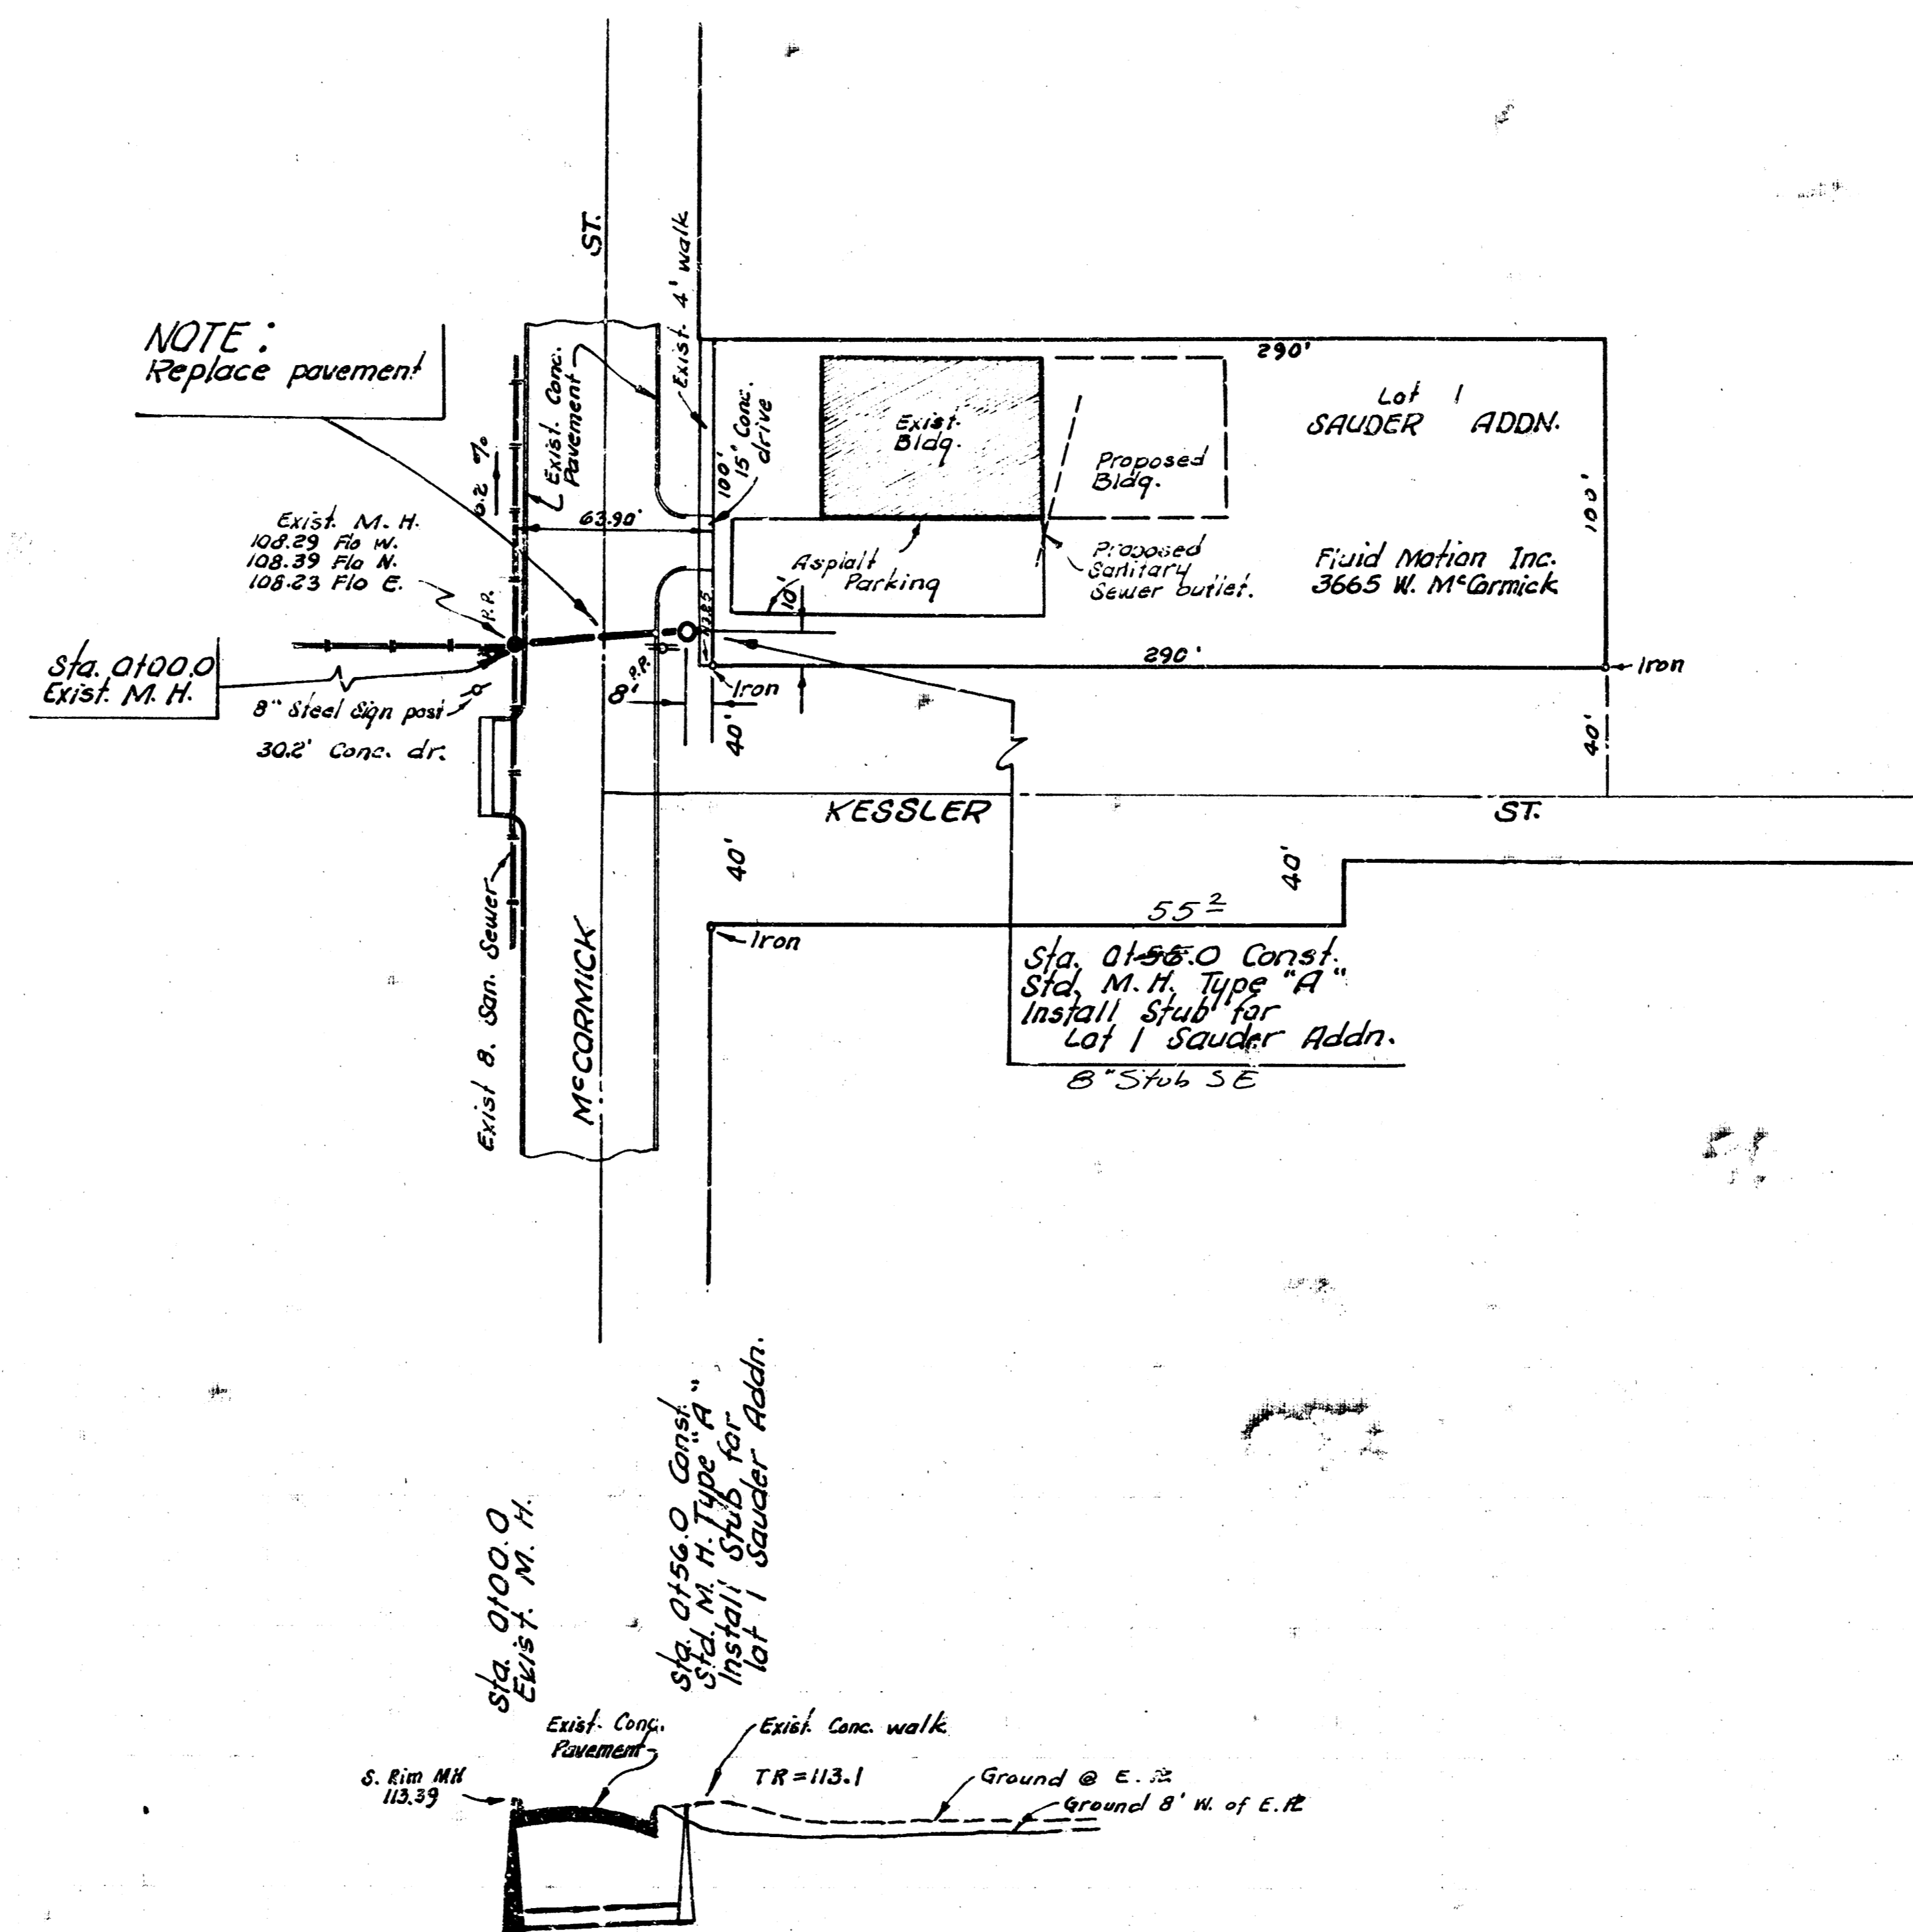 ST.
Exist. 4' walk
NOTE :
Replace pavement
Exist. Conc.
Pavement
100'
15' Conc.
drive
290'
Lot 1
SAUDER ADDN.
Exist.
Bldg.
Proposed
Bldg.
100'
63.90'
Exist. M. H.
108.29 Flo W.
108.39 Flo N.
108.23 Flo E.
P.P.
Asplalt
Parking
10'
Proposed
Sanitary
Sewer outlet.
Fluid Motion Inc.
3665 W. McCormick
Sta. 0+00.0
Exist. M. H.
8" Steel Sign post
30.2' Conc. dr.
P.P.
8'
Iron
290'
Iron
40'
40'
KESSLER ST.
40'
40'
Exist 8. San. Sewer
McCORMICK
Iron
55 2
Sta. 0+56.0 Const.
Std. M. H. Type "A"
Install Stub for
Lot 1 Sauder Addn.
8" Stub SE
Sta. 0+00.0
Exist. M. H.
Sta. 0+56.0 Const.
Std. M. H. Type "A"
Install Stub for
lot 1 Sauder Addn.
Exist. Conc.
Pavement
Exist. Conc. walk
S. Rim MH
113.39
TR=113.1
Ground @ E.
Ground 8' W. of E. PL